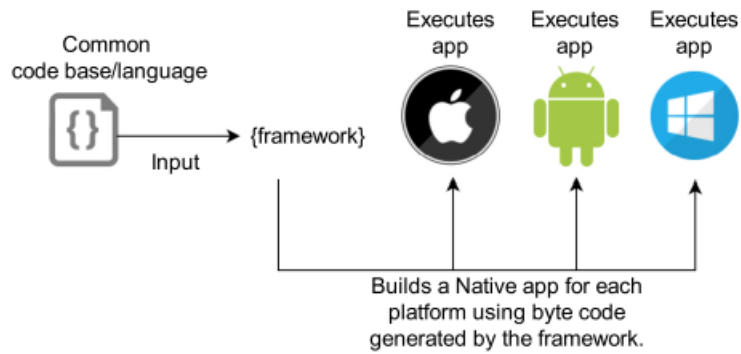 Common
code base/language
{}
Input
{framework}
Executes
app
Executes
app
Executes
app
Builds a Native app for each
platform using byte code
generated by the framework.